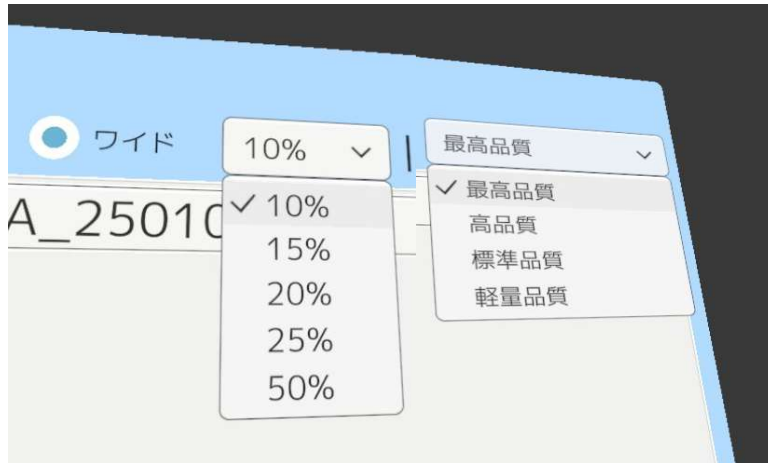 ワイド
10%
|
最高品質
A_25010
✓ 10%
15%
20%
25%
50%
✓ 最高品質
高品質
標準品質
軽量品質